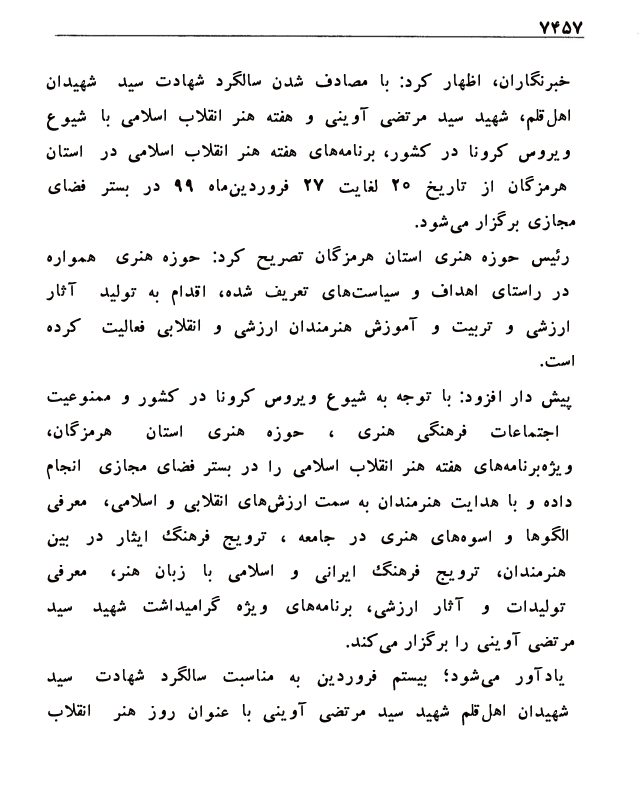 ۷۴۵۷
خبرنگاران، اظهار کرد: با مصادف شدن سالگرد شهادت سید شهیدان
اهل‌قلم، شهید سید مرتضی آوینی و هفته هنر انقلاب اسلامی با شیوع
ویروس کرونا در کشور، برنامه‌های هفته هنر انقلاب اسلامی در استان
هرمزگان از تاریخ ۲۰ لغایت ۲۷ فروردین‌ماه ۹۹ در بستر فضای
مجازی برگزار می‌شود.
رئیس حوزه هنری استان هرمزگان تصریح کرد: حوزه هنری همواره
در راستای اهداف و سیاست‌های تعریف شده، اقدام به تولید آثار
ارزشی و تربیت و آموزش هنرمندان ارزشی و انقلابی فعالیت کرده
است.
پیش دار افزود: با توجه به شیوع ویروس کرونا در کشور و ممنوعیت
اجتماعات فرهنگی هنری ، حوزه هنری استان هرمزگان،
ویژه‌برنامه‌های هفته هنر انقلاب اسلامی را در بستر فضای مجازی انجام
داده و با هدایت هنرمندان به سمت ارزش‌های انقلابی و اسلامی، معرفی
الگوها و اسوه‌های هنری در جامعه ، ترویج فرهنگ ایثار در بین
هنرمندان، ترویج فرهنگ ایرانی و اسلامی با زبان هنر، معرفی
تولیدات و آثار ارزشی، برنامه‌های ویژه گرامیداشت شهید سید
مرتضی آوینی را برگزار می‌کند.
یادآور می‌شود؛ بیستم فروردین به مناسبت سالگرد شهادت سید
شهیدان اهل‌قلم شهید سید مرتضی آوینی با عنوان روز هنر انقلاب